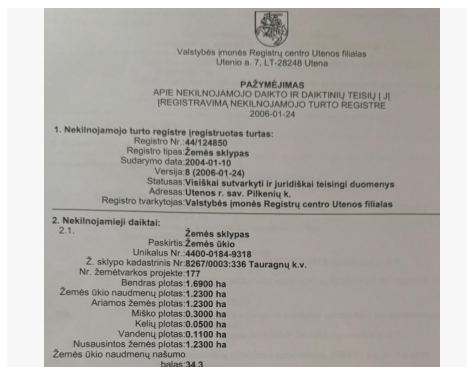 Valstybės įmonės Registrų centro Utenos filialas
Utenio a. 7, LT-28248 Utena
PAŽYMĖJIMAS
APIE NEKILNOJAMOJO DAIKTO IR DAIKTINIŲ TEISIŲ Į JĮ
ĮREGISTRAVIMĄ NEKILNOJAMOJO TURTO REGISTRE
2006-01-24
1. Nekilnojamojo turto registre įregistruotas turtas:
Registro Nr.:44/124850
Registro tipas:Žemės sklypas
Sudarymo data:2004-01-10
Versija:8 (2006-01-24)
Statusas:Visiškai sutvarkyti ir juridiškai teisingi duomenys
Adresas:Utenos r. sav. Pilkenių k.
Registro tvarkytojas:Valstybės įmonės Registrų centro Utenos filialas
2. Nekilnojamieji daiktai:
2.1. Žemės sklypas
Paskirtis:Žemės ūkio
Unikalus Nr.:4400-0184-9318
Ž. sklypo kadastrinis Nr:8267/0003:336 Tauragnų k.v.
Nr. žemėtvarkos projekte:177
Bendras plotas:1.6900 ha
Žemės ūkio naudmenų plotas:1.2300 ha
Ariamos žemės plotas:1.2300 ha
Miško plotas:0.3000 ha
Kelių plotas:0.0500 ha
Vandenų plotas:0.1100 ha
Nusausintos žemės plotas:1.2300 ha
Žemės ūkio naudmenų našumo
balas:34.3